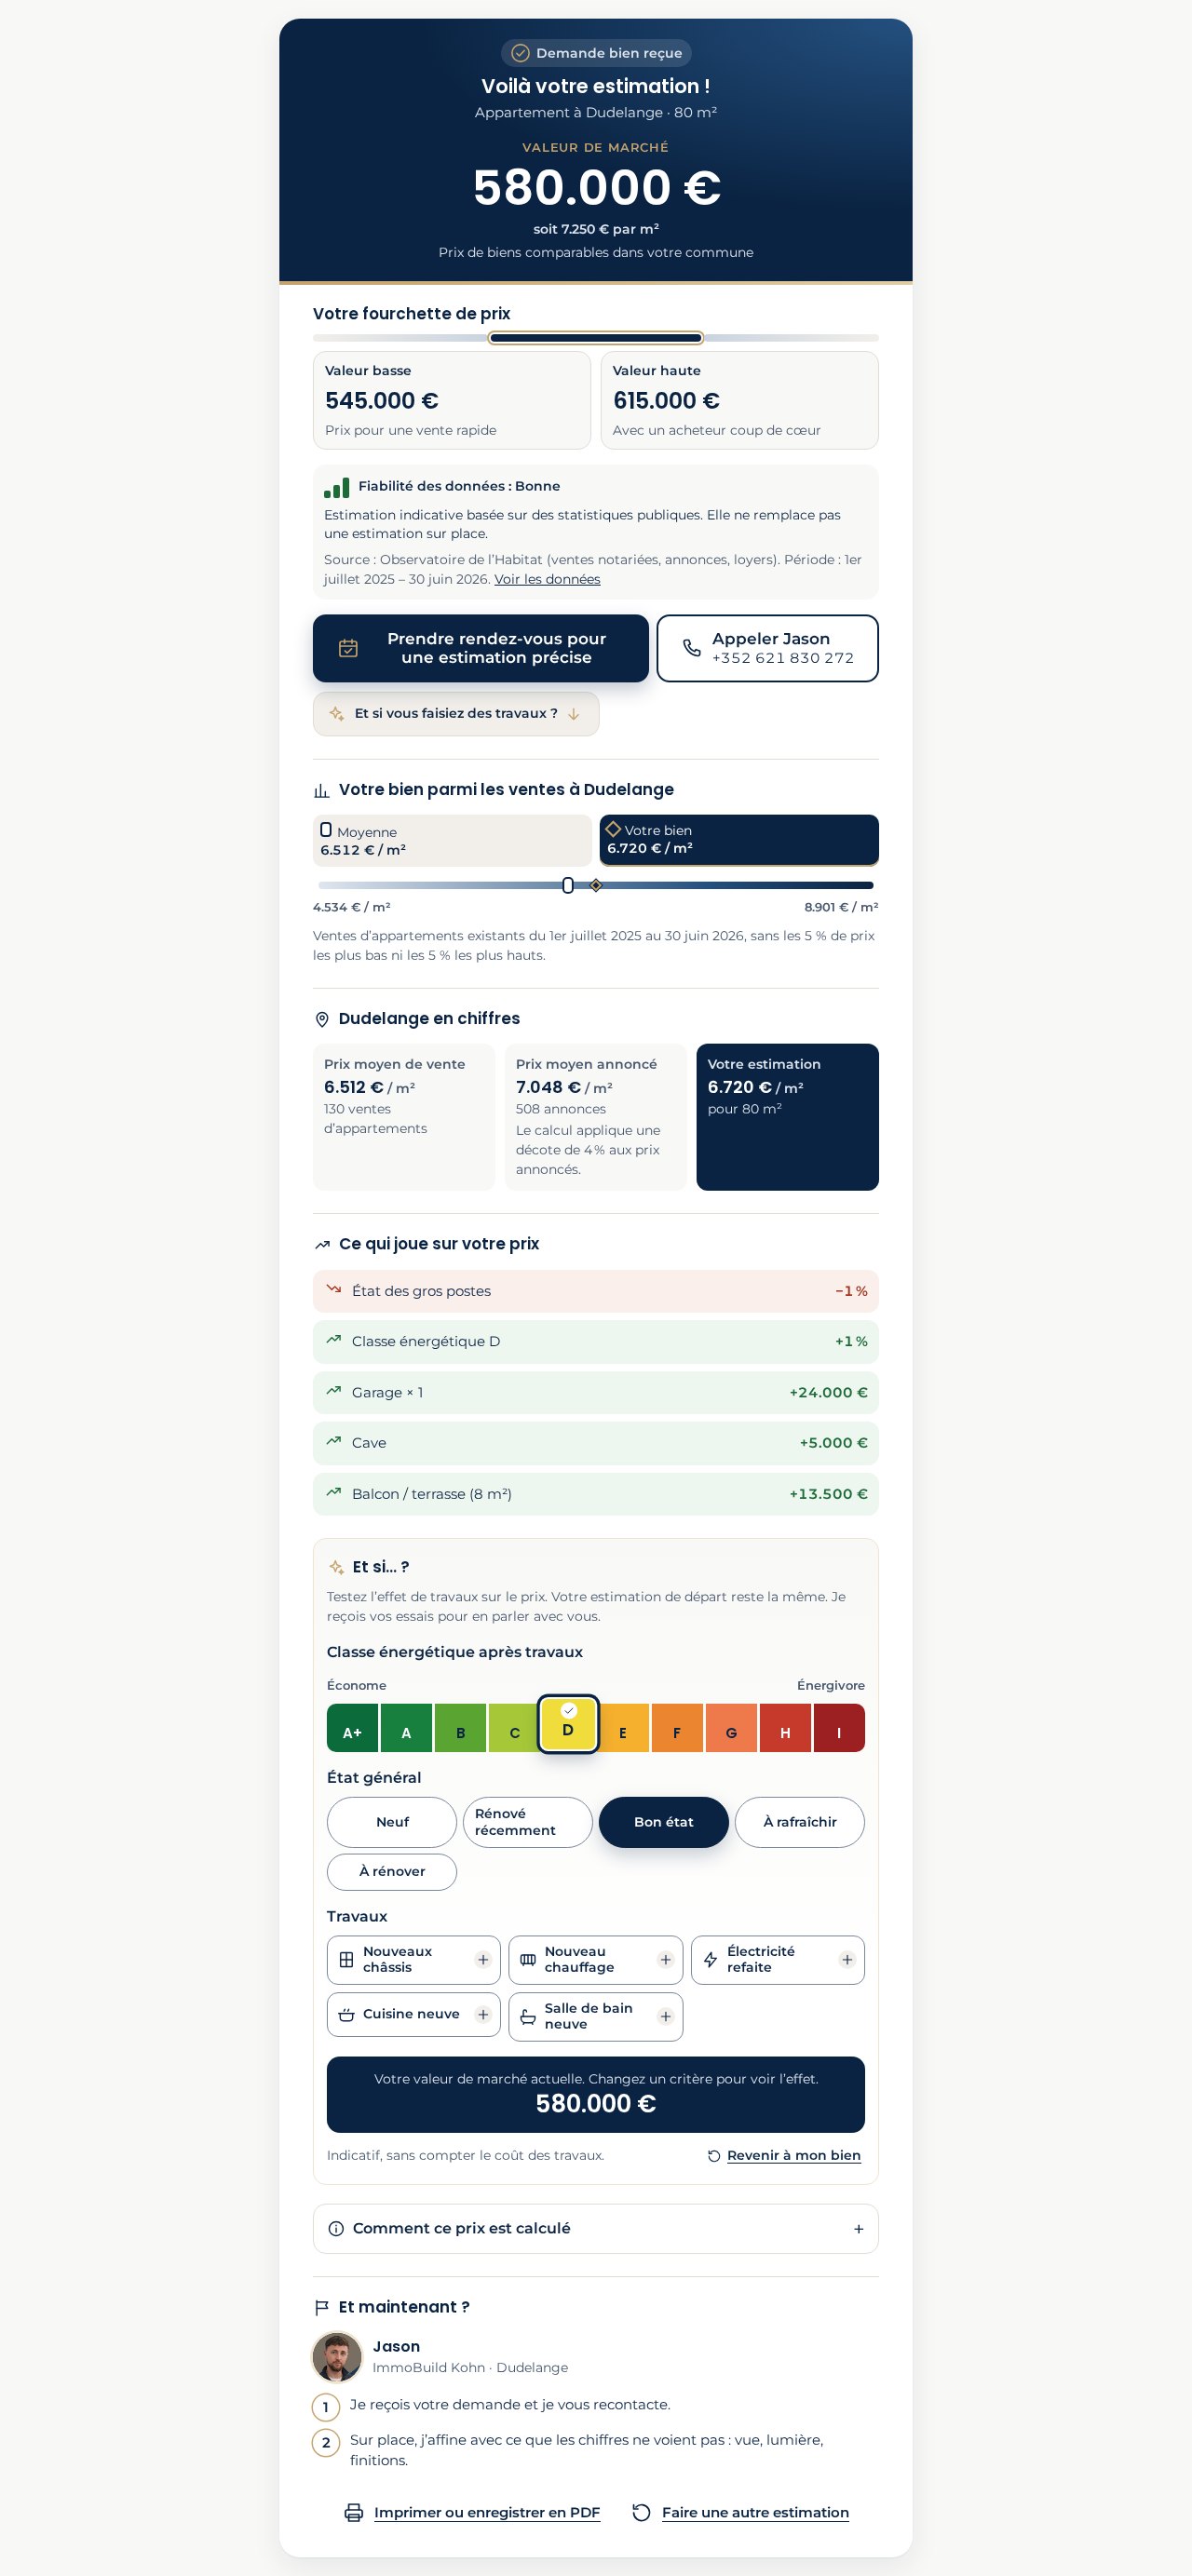 Demande bien reçue
Voilà votre estimation !
Appartement à Dudelange · 80 m²
VALEUR DE MARCHÉ
580.000 €
soit 7.250 € par m²
Prix de biens comparables dans votre commune
Votre fourchette de prix
Valeur basse
545.000 €
Prix pour une vente rapide
Valeur haute
615.000 €
Avec un acheteur coup de cœur
Fiabilité des données : Bonne
Estimation indicative basée sur des statistiques publiques. Elle ne remplace pas
une estimation sur place.
Source : Observatoire de l’Habitat (ventes notariées, annonces, loyers). Période : 1er
juillet 2025 – 30 juin 2026. Voir les données
Prendre rendez-vous pour
une estimation précise
Appeler Jason
+352 621 830 272
Et si vous faisiez des travaux ?
Votre bien parmi les ventes à Dudelange
Moyenne
6.512 € / m²
Votre bien
6.720 € / m²
4.534 € / m²
8.901 € / m²
Ventes d’appartements existants du 1er juillet 2025 au 30 juin 2026, sans les 5 % de prix
les plus bas ni les 5 % les plus hauts.
Dudelange en chiffres
Prix moyen de vente
6.512 € / m²
130 ventes
d’appartements
Prix moyen annoncé
7.048 € / m²
508 annonces
Le calcul applique une
décote de 4 % aux prix
annoncés.
Votre estimation
6.720 € / m²
pour 80 m²
Ce qui joue sur votre prix
État des gros postes
−1 %
Classe énergétique D
+1 %
Garage × 1
+24.000 €
Cave
+5.000 €
Balcon / terrasse (8 m²)
+13.500 €
Et si… ?
Testez l’effet de travaux sur le prix. Votre estimation de départ reste la même. Je
reçois vos essais pour en parler avec vous.
Classe énergétique après travaux
Économe
Énergivore
A+
A
B
C
D
E
F
G
H
I
État général
Neuf
Rénové
récemment
Bon état
À rafraîchir
À rénover
Travaux
Nouveaux
châssis
Nouveau
chauffage
Électricité
refaite
Cuisine neuve
Salle de bain
neuve
Votre valeur de marché actuelle. Changez un critère pour voir l’effet.
580.000 €
Indicatif, sans compter le coût des travaux.
Revenir à mon bien
Comment ce prix est calculé
+
Et maintenant ?
Jason
ImmoBuild Kohn · Dudelange
1
Je reçois votre demande et je vous recontacte.
2
Sur place, j’affine avec ce que les chiffres ne voient pas : vue, lumière,
finitions.
Imprimer ou enregistrer en PDF
Faire une autre estimation